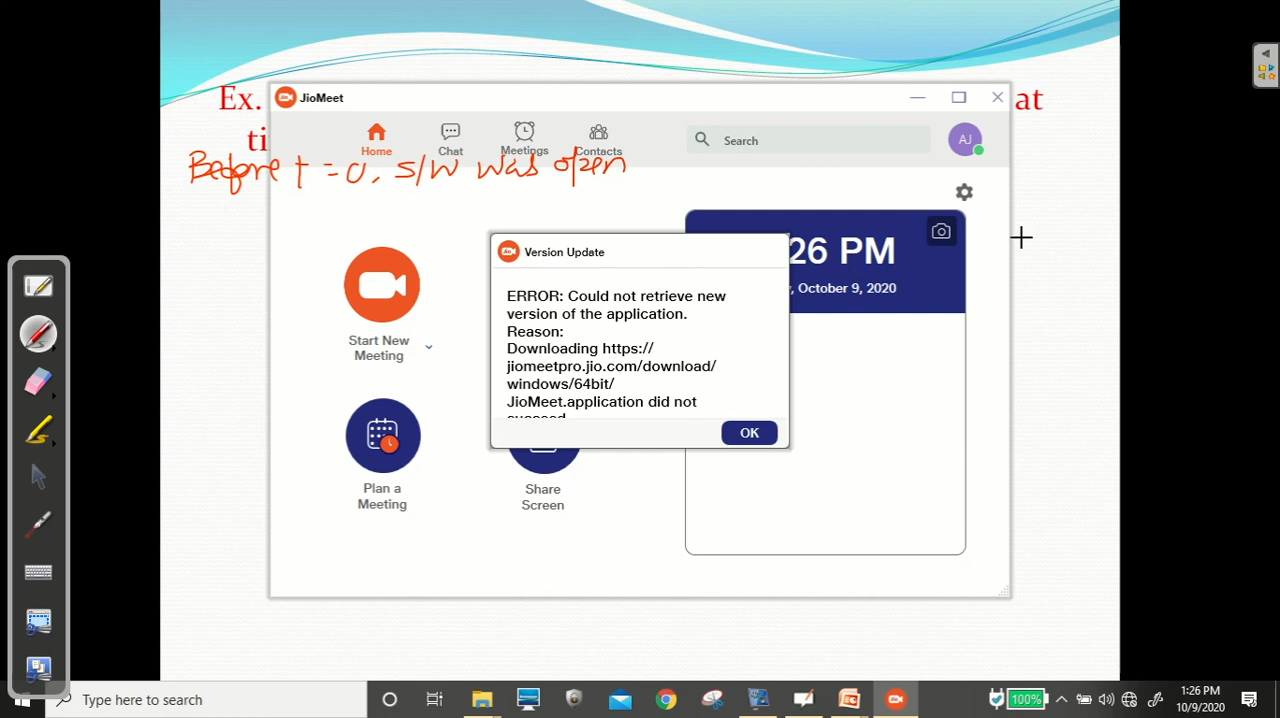 Ex.
at
ti
JioMeet
Home
Chat
Meetings
Contacts
Search
AJ
Before t = 0, S/W was open
26 PM
, October 9, 2020
Version Update
ERROR: Could not retrieve new
version of the application.
Reason:
Downloading https://
jiomeetpro.jio.com/download/
windows/64bit/
JioMeet.application did not
succeed
OK
Start New
Meeting
Plan a
Meeting
Share
Screen
Type here to search
100%
1:26 PM
10/9/2020